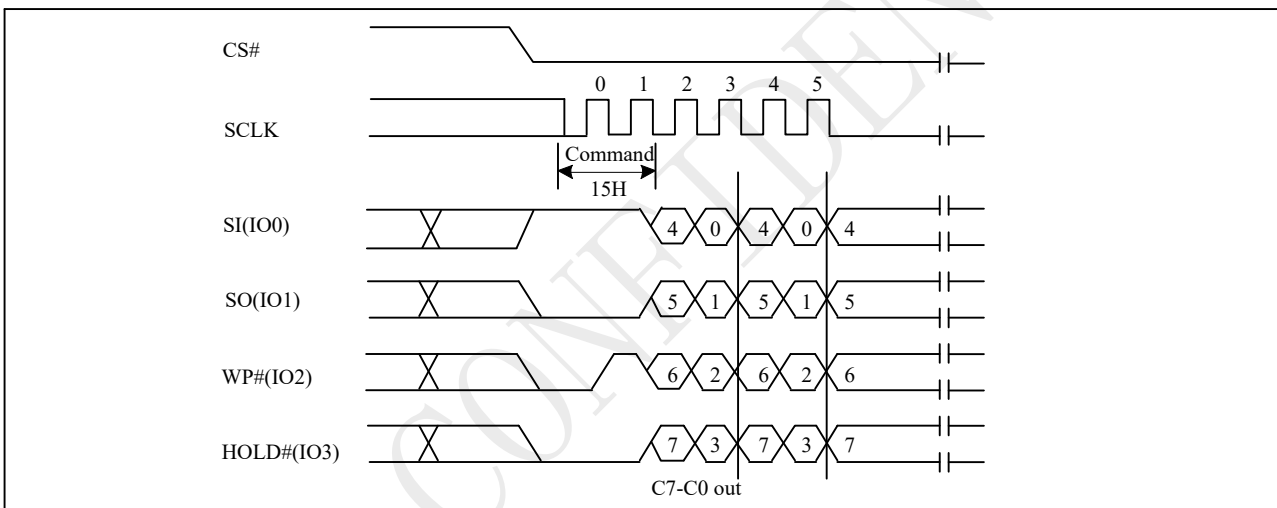 CS#
0 1 2 3 4 5
SCLK
Command
15H
SI(IO0) 4 0 4 0 4
SO(IO1) 5 1 5 1 5
WP#(IO2) 6 2 6 2 6
HOLD#(IO3) 7 3 7 3 7
C7-C0 out